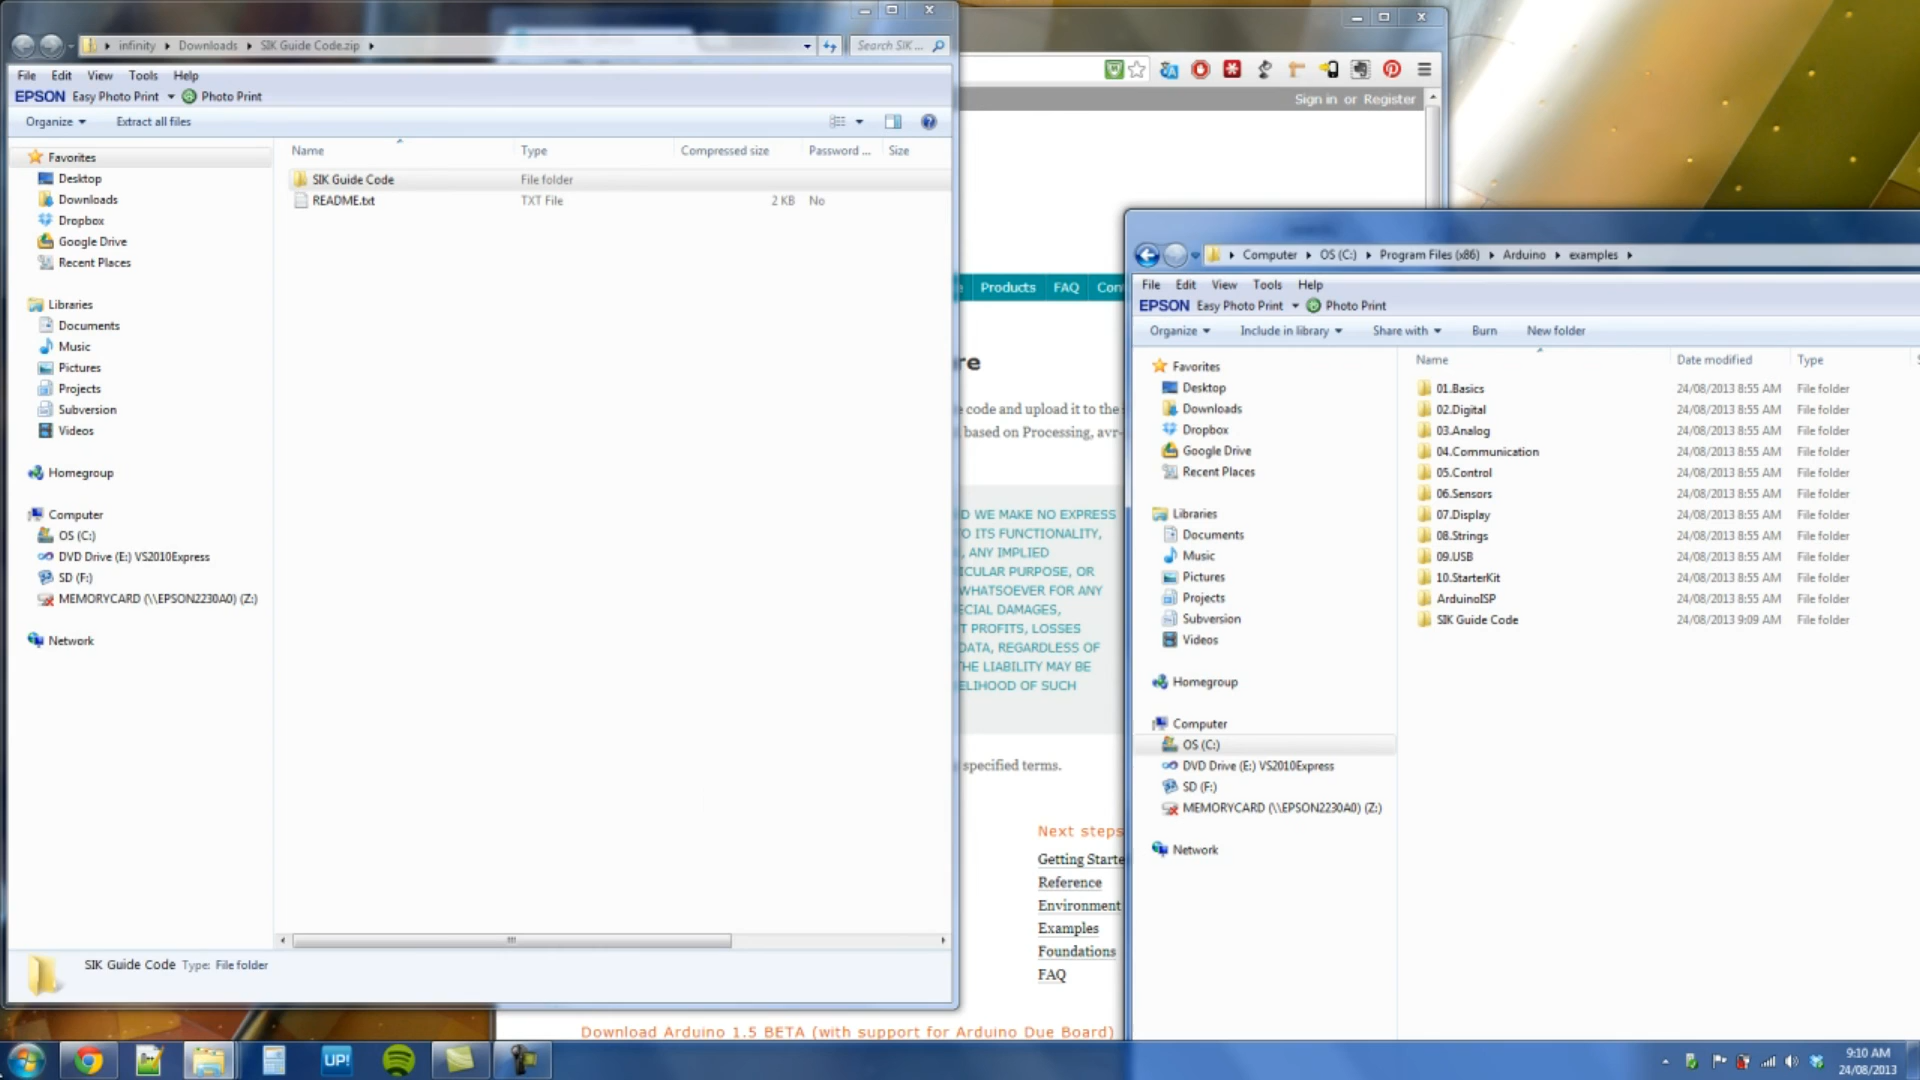 infinity Downloads SIK Guide Code.zip
Search SIK ...
File Edit View Tools Help
EPSON Easy Photo Print Photo Print
Organize Extract all files
Favorites
Desktop
Downloads
Dropbox
Google Drive
Recent Places
Libraries
Documents
Music
Pictures
Projects
Subversion
Videos
Homegroup
Computer
OS (C:)
DVD Drive (E:) VS2010Express
SD (F:)
MEMORYCARD (\\EPSON2230A0) (Z:)
Network
Name Type Compressed size Password ... Size
SIK Guide Code File folder
README.txt TXT File 2 KB No
SIK Guide Code Type: File folder
Sign in or Register
Products FAQ
re
code and upload it to the
based on Processing, avr-
D WE MAKE NO EXPRESS
O ITS FUNCTIONALITY,
, ANY IMPLIED
ICULAR PURPOSE, OR
WHATSOEVER FOR ANY
ECIAL DAMAGES,
T PROFITS, LOSSES
DATA, REGARDLESS OF
HE LIABILITY MAY BE
ELIHOOD OF SUCH
specified terms.
Next steps
Getting Starte
Reference
Environment
Examples
Foundations
FAQ
Download Arduino 1.5 BETA (with support for Arduino Due Board)
Computer OS (C:) Program Files (x86) Arduino examples
File Edit View Tools Help
EPSON Easy Photo Print Photo Print
Organize Include in library Share with Burn New folder
Favorites
Desktop
Downloads
Dropbox
Google Drive
Recent Places
Libraries
Documents
Music
Pictures
Projects
Subversion
Videos
Homegroup
Computer
OS (C:)
DVD Drive (E:) VS2010Express
SD (F:)
MEMORYCARD (\\EPSON2230A0) (Z:)
Network
Name Date modified Type
01.Basics 24/08/2013 8:55 AM File folder
02.Digital 24/08/2013 8:55 AM File folder
03.Analog 24/08/2013 8:55 AM File folder
04.Communication 24/08/2013 8:55 AM File folder
05.Control 24/08/2013 8:55 AM File folder
06.Sensors 24/08/2013 8:55 AM File folder
07.Display 24/08/2013 8:55 AM File folder
08.Strings 24/08/2013 8:55 AM File folder
09.USB 24/08/2013 8:55 AM File folder
10.StarterKit 24/08/2013 8:55 AM File folder
ArduinoISP 24/08/2013 8:55 AM File folder
SIK Guide Code 24/08/2013 9:09 AM File folder
UP!
9:10 AM
24/08/2013